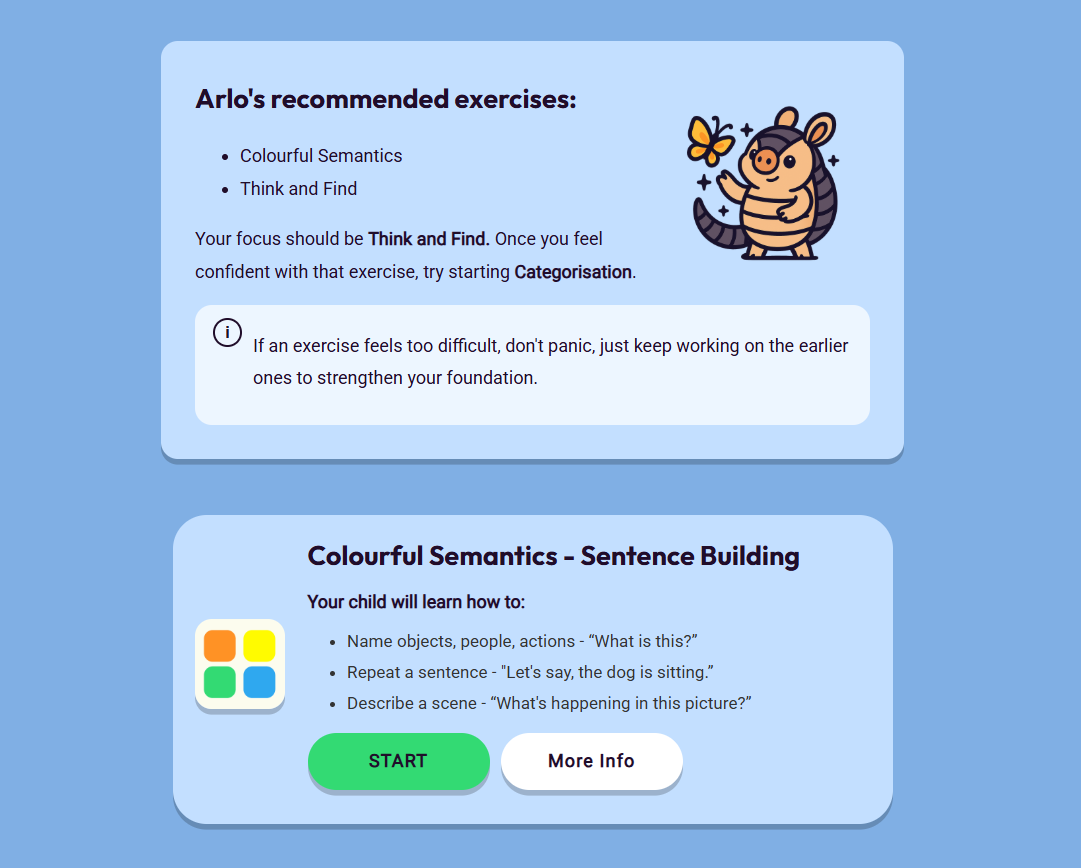 Arlo's recommended exercises:
• Colourful Semantics
• Think and Find
Your focus should be Think and Find. Once you feel
confident with that exercise, try starting Categorisation.
i
If an exercise feels too difficult, don't panic, just keep working on the earlier
ones to strengthen your foundation.
Colourful Semantics - Sentence Building
Your child will learn how to:
• Name objects, people, actions - “What is this?”
• Repeat a sentence - "Let's say, the dog is sitting.”
• Describe a scene - “What's happening in this picture?”
START
More Info